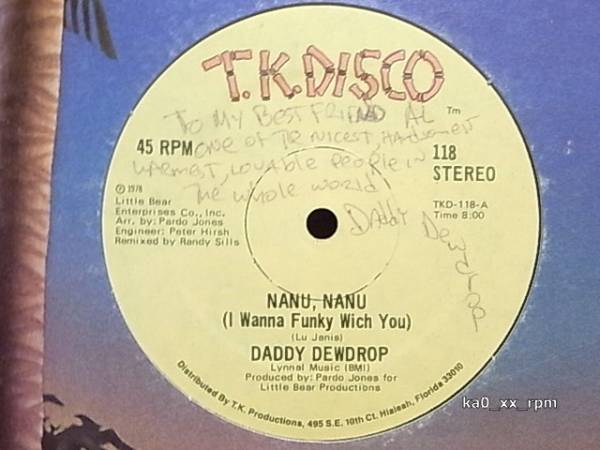 T.K. DISCO
TM
To MY BEST FRIEND AL
ONE OF THE NICEST, HANDSOMEST
WARMEST, LOVABLE PEOPLE IN
THE WHOLE WORLD
DADDY DEWDROP
45 RPM
118
STEREO
℗ 1978
Little Bear
Enterprises Co., Inc.
Arr. by: Pardo Jones
Engineer: Peter Hirsh
Remixed by Randy Sills
TKD-118-A
Time 8:00
NANU, NANU
(I Wanna Funky Wich You)
(Lu Janis)
DADDY DEWDROP
Lynnal Music (BMI)
Produced by: Pardo Jones for
Little Bear Productions
Distributed By T.K. Productions, 495 S.E. 10th Ct. Hialeah, Florida 33010
ka0_xx_rpm